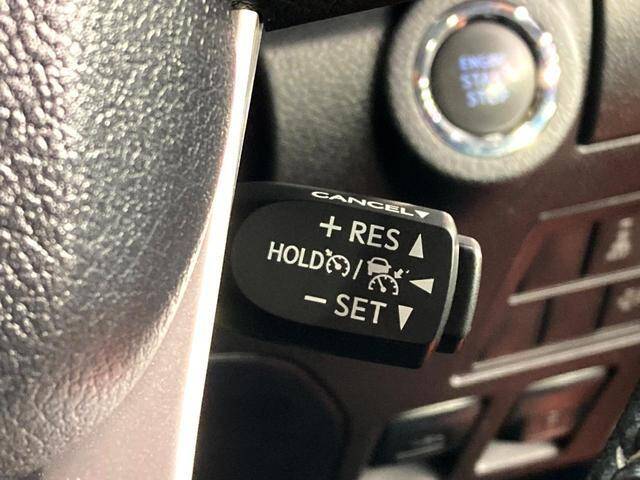 ENGINE
START
STOP
CANCEL▼
+ RES ▲
HOLD /
− SET ▼